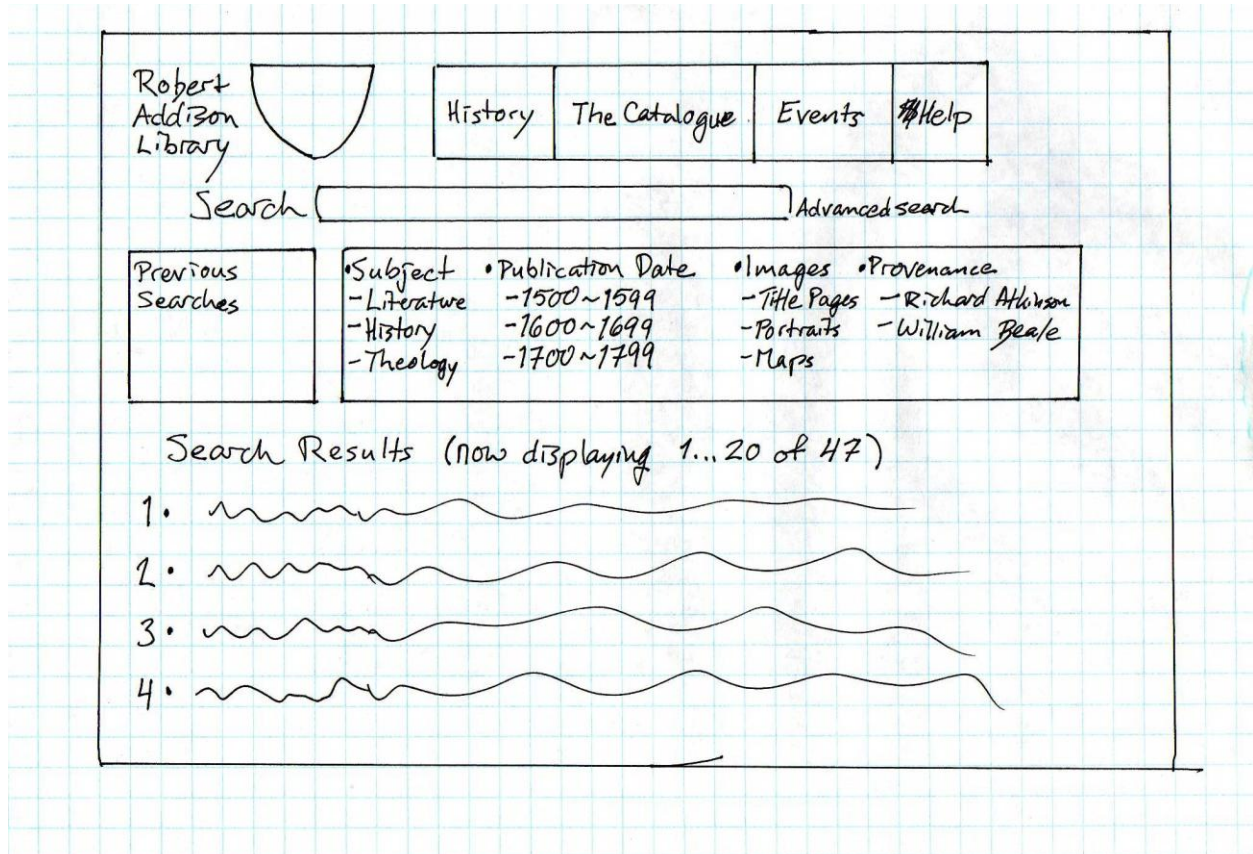 Robert
Addison
Library
History The Catalogue Events Help
Search Advanced search
Previous
Searches
•Subject •Publication Date •Images •Provenance
-Literature -1500~1599 -Title Pages -Richard Atkinson
-History -1600~1699 -Portraits -William Beale
-Theology -1700~1799 -Maps
Search Results (now displaying 1...20 of 47)
1.
2.
3.
4.